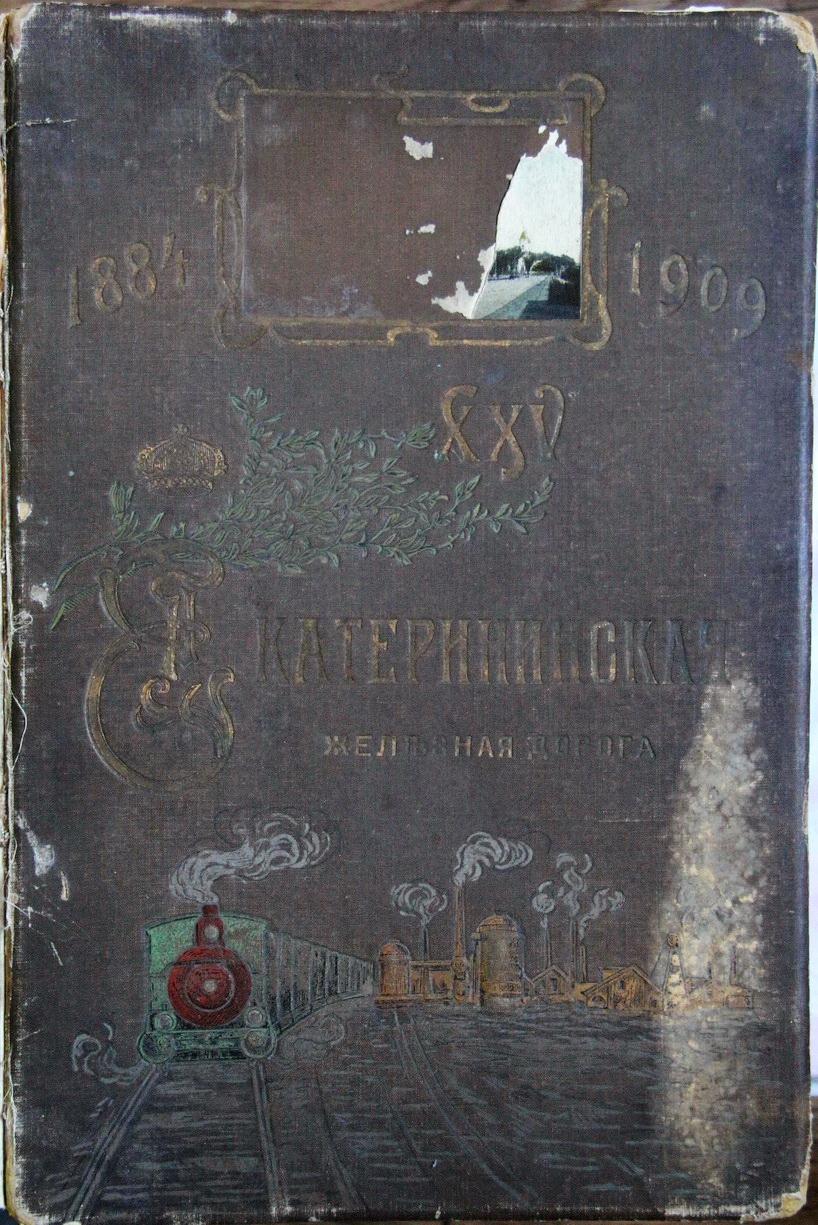 1884 1909
XXV
ЕКАТЕРИНИНСКАЯ
ЖЕЛѢЗНАЯ ДОРОГА